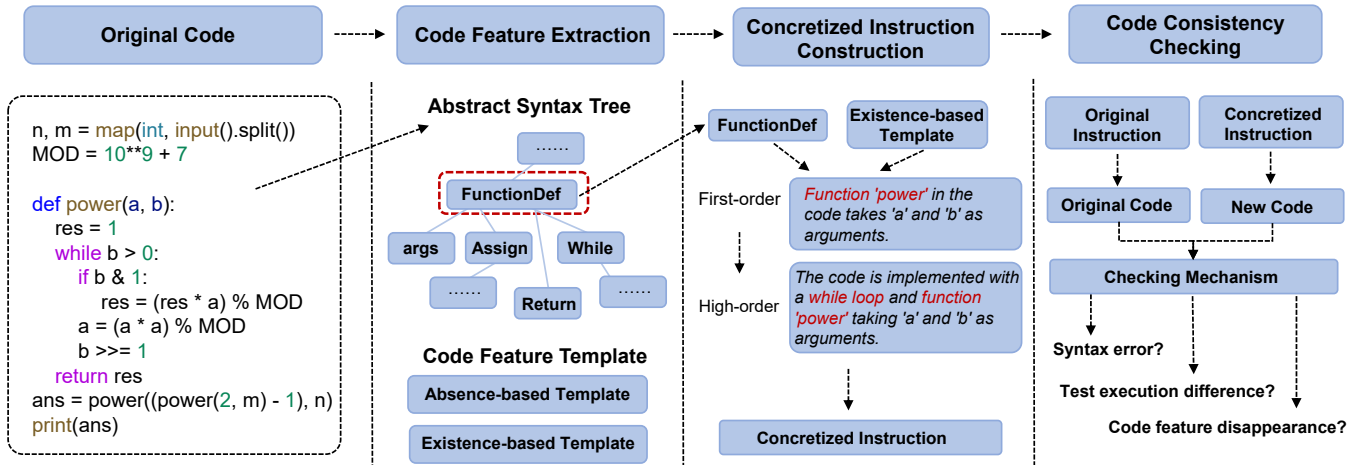 Original Code
Code Feature Extraction
Concretized Instruction
Construction
Code Consistency
Checking
n, m = map(int, input().split())
MOD = 10**9 + 7
def power(a, b):
res = 1
while b > 0:
if b & 1:
res = (res * a) % MOD
a = (a * a) % MOD
b >>= 1
return res
ans = power((power(2, m) - 1), n)
print(ans)
Abstract Syntax Tree
......
FunctionDef
args
Assign
While
......
Return
......
Code Feature Template
Absence-based Template
Existence-based Template
FunctionDef
Existence-based
Template
First-order
Function 'power' in the
code takes 'a' and 'b' as
arguments.
High-order
The code is implemented with
a while loop and function
'power' taking 'a' and 'b' as
arguments.
Concretized Instruction
Original
Instruction
Concretized
Instruction
Original Code
New Code
Checking Mechanism
Syntax error?
Test execution difference?
Code feature disappearance?